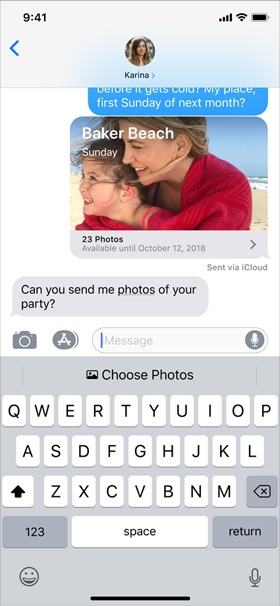 9:41
Karina >
before it gets cold? My place,
first Sunday of next month?
Baker Beach
Sunday
23 Photos
Available until October 12, 2018
Sent via iCloud
Can you send me photos of your
party?
iMessage
Choose Photos
Q W E R T Y U I O P
A S D F G H J K L
Z X C V B N M
123 space return